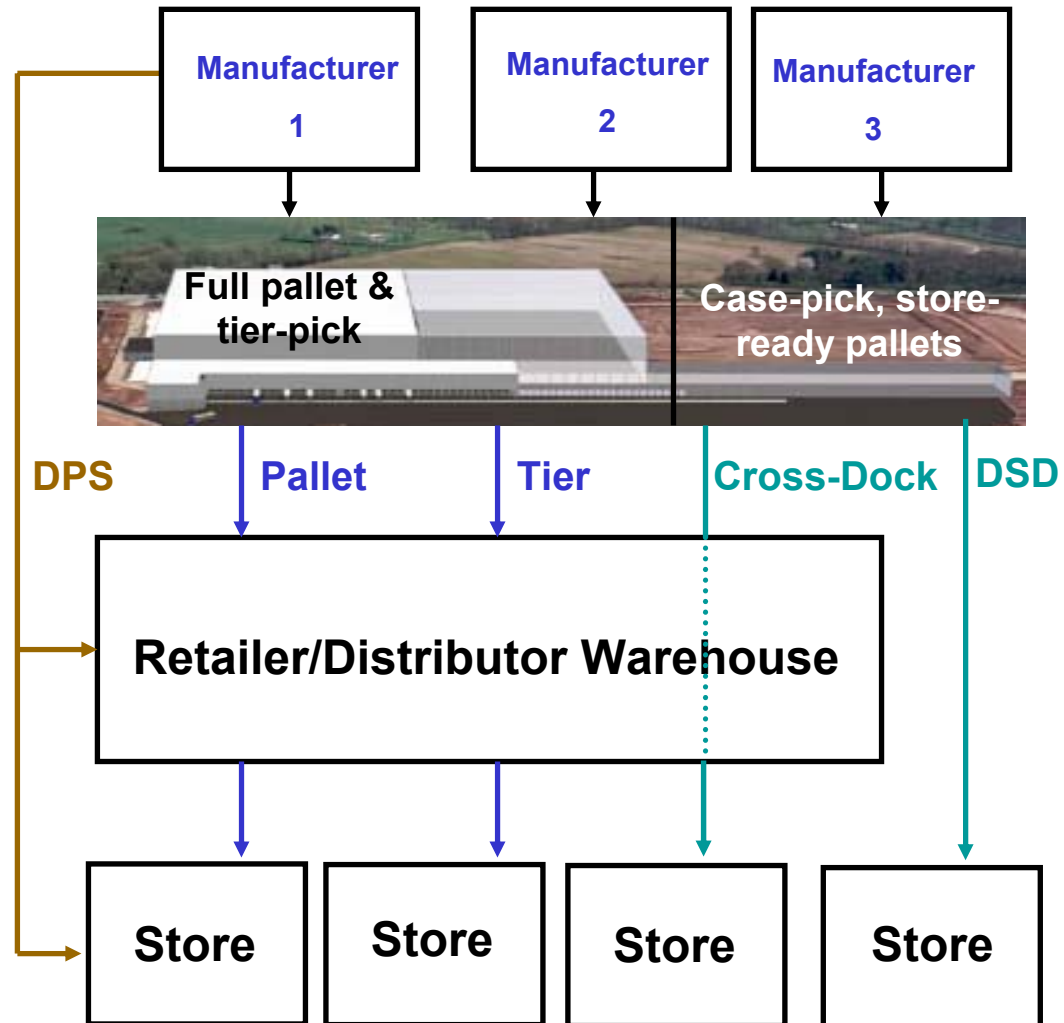 Manufacturer
1
Manufacturer
2
Manufacturer
3
Full pallet &
tier-pick
Case-pick, store-
ready pallets
DPS
Pallet
Tier
Cross-Dock
DSD
Retailer/Distributor Warehouse
Store
Store
Store
Store